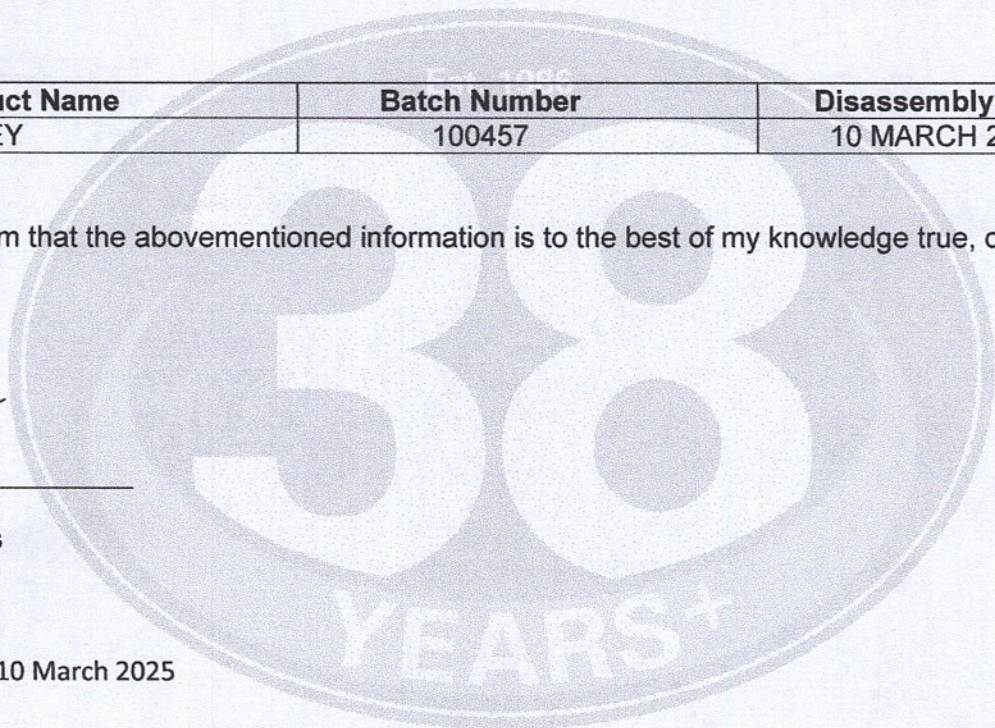 Est. 1986
uct Name Batch Number Disassembly
EY 100457 10 MARCH 2
m that the abovementioned information is to the best of my knowledge true, c
38
YEARS+
10 March 2025